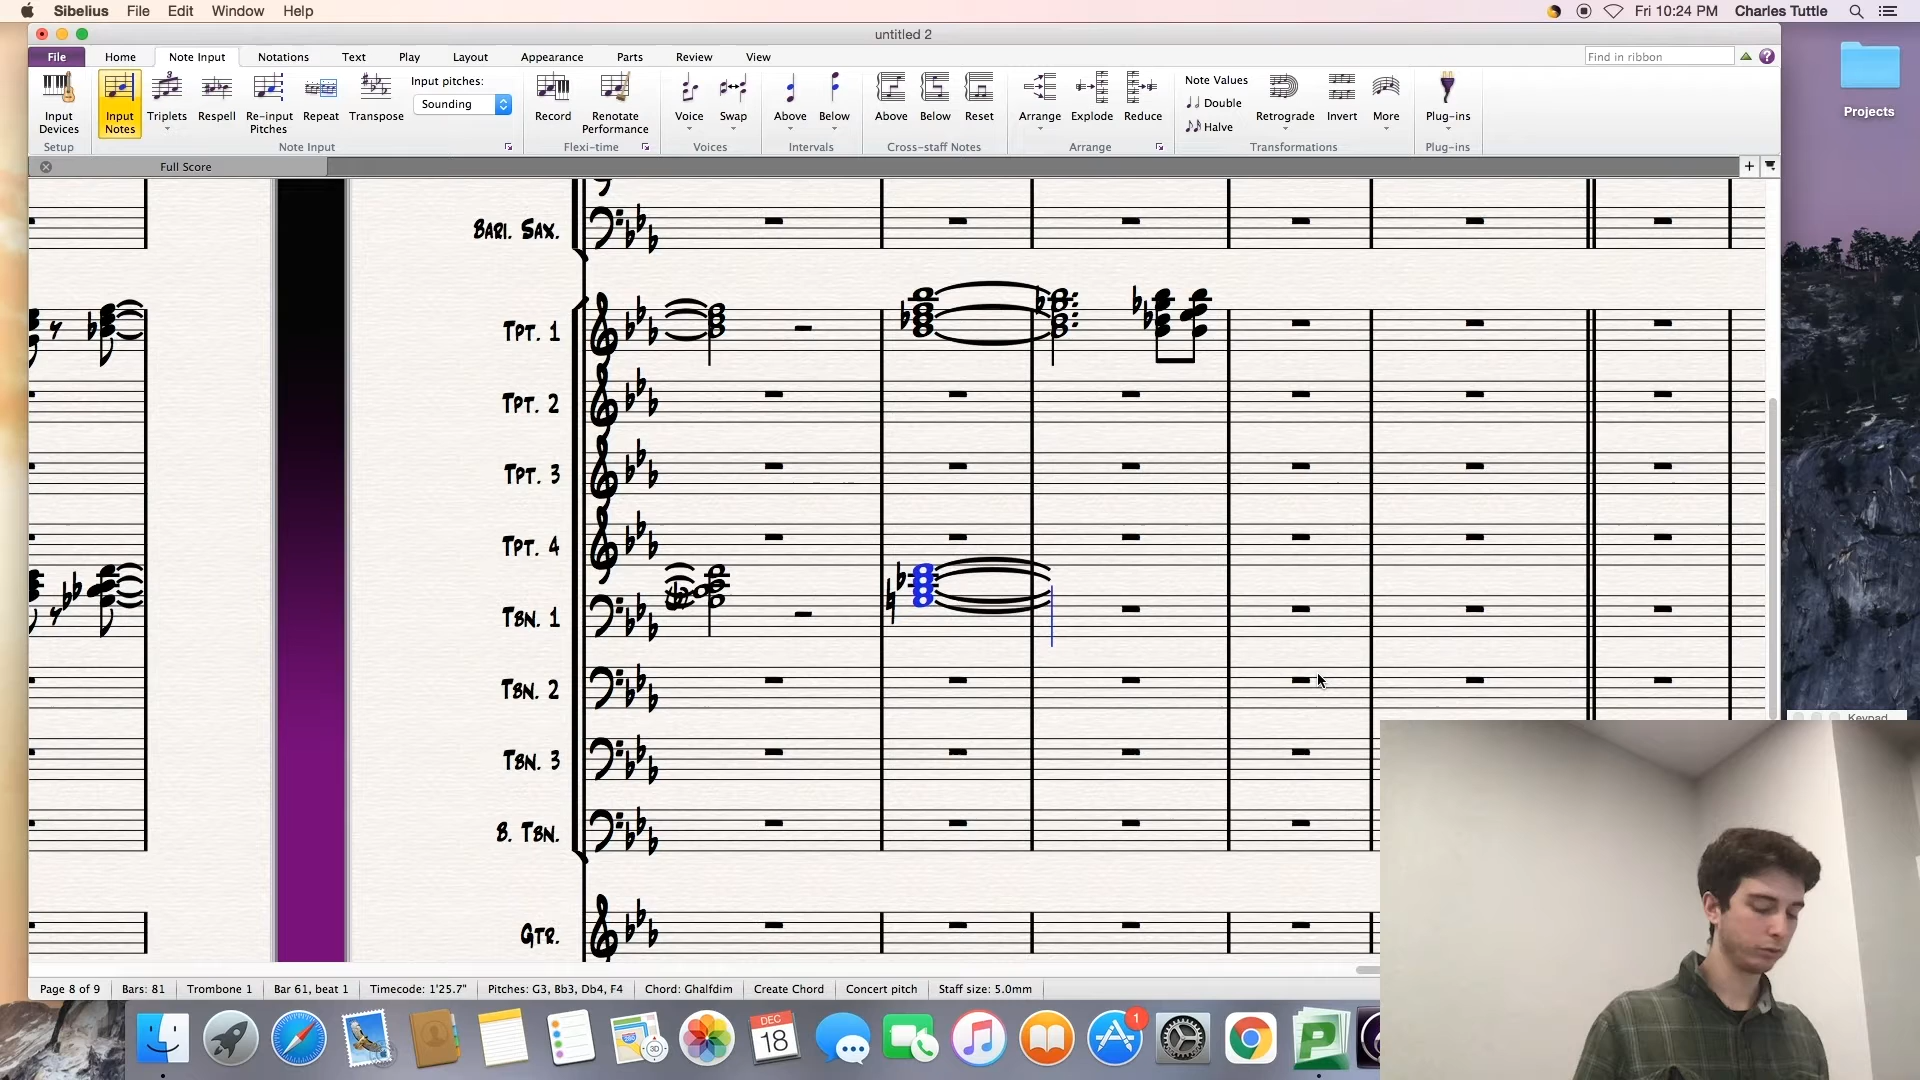 Sibelius File Edit Window Help Fri 10:24 PM Charles Tuttle
untitled 2
File Home Note Input Notations Text Play Layout Appearance Parts Review View Find in ribbon
Input Devices Input Notes Triplets Respell Re-input Pitches Repeat Transpose Input pitches: Sounding Record Renotate Performance Voice Swap Above Below Above Below Reset Arrange Explode Reduce Note Values Double Halve Retrograde Invert More Plug-ins
Setup Note Input Flexi-time Voices Intervals Cross-staff Notes Arrange Transformations Plug-ins
Projects
Full Score
Bari. Sax.
Tpt. 1
Tpt. 2
Tpt. 3
Tpt. 4
Tbn. 1
Tbn. 2
Keypad
Tbn. 3
B. Tbn.
Gtr.
Page 8 of 9 Bars: 81 Trombone 1 Bar 61, beat 1 Timecode: 1'25.7" Pitches: G3, Bb3, Db4, F4 Chord: Ghalfdim Create Chord Concert pitch Staff size: 5.0mm
DEC
18
1